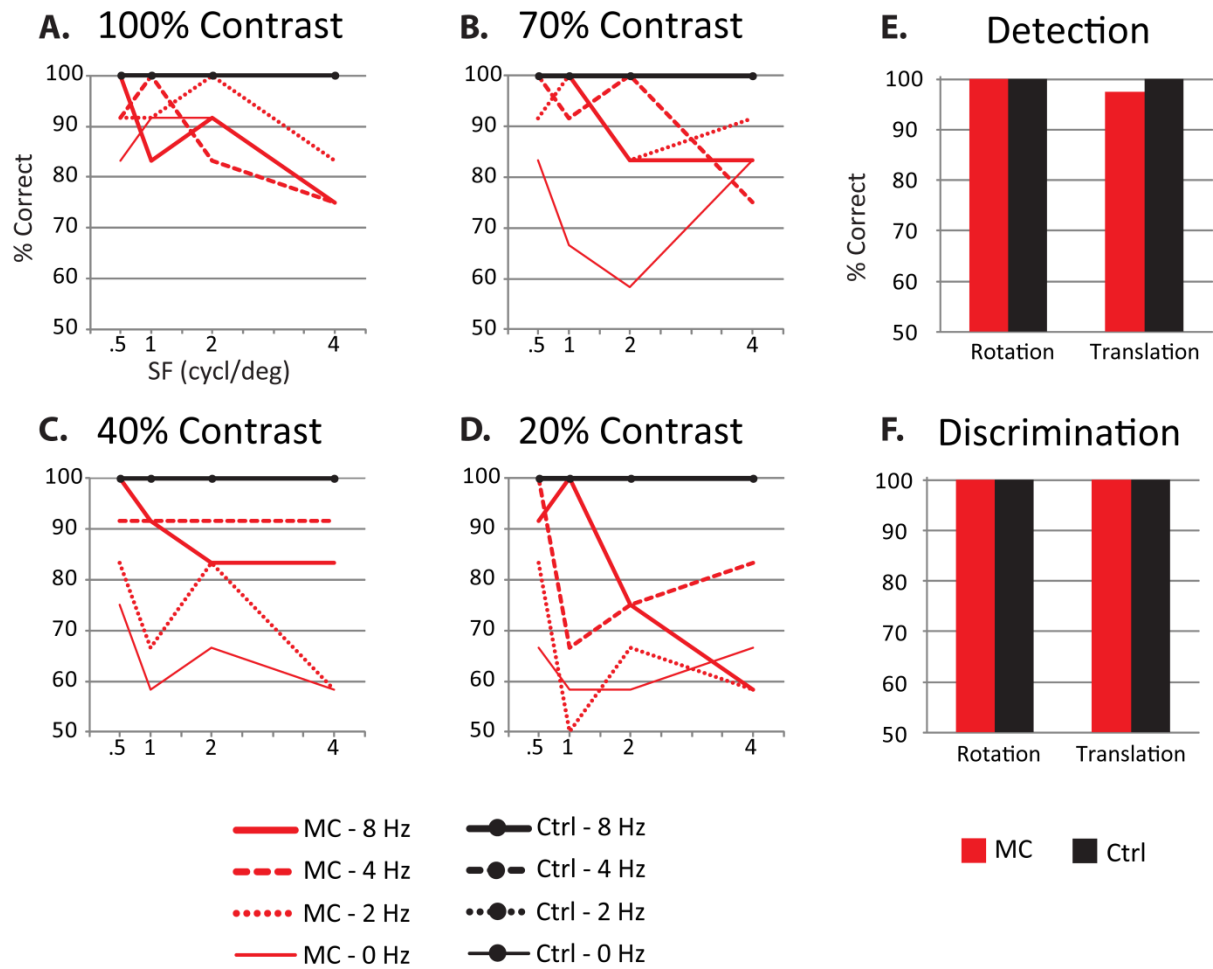 A. 100% Contrast
100
90
80
70
60
50
% Correct
.5 1 2 4
SF (cycl/deg)
B. 70% Contrast
100
90
80
70
60
50
.5 1 2 4
E. Detection
100
90
80
70
60
50
% Correct
Rotation Translation
C. 40% Contrast
100
90
80
70
60
50
.5 1 2 4
D. 20% Contrast
100
90
80
70
60
50
.5 1 2 4
F. Discrimination
100
90
80
70
60
50
Rotation Translation
MC - 8 Hz
MC - 4 Hz
MC - 2 Hz
MC - 0 Hz
Ctrl - 8 Hz
Ctrl - 4 Hz
Ctrl - 2 Hz
Ctrl - 0 Hz
MC Ctrl